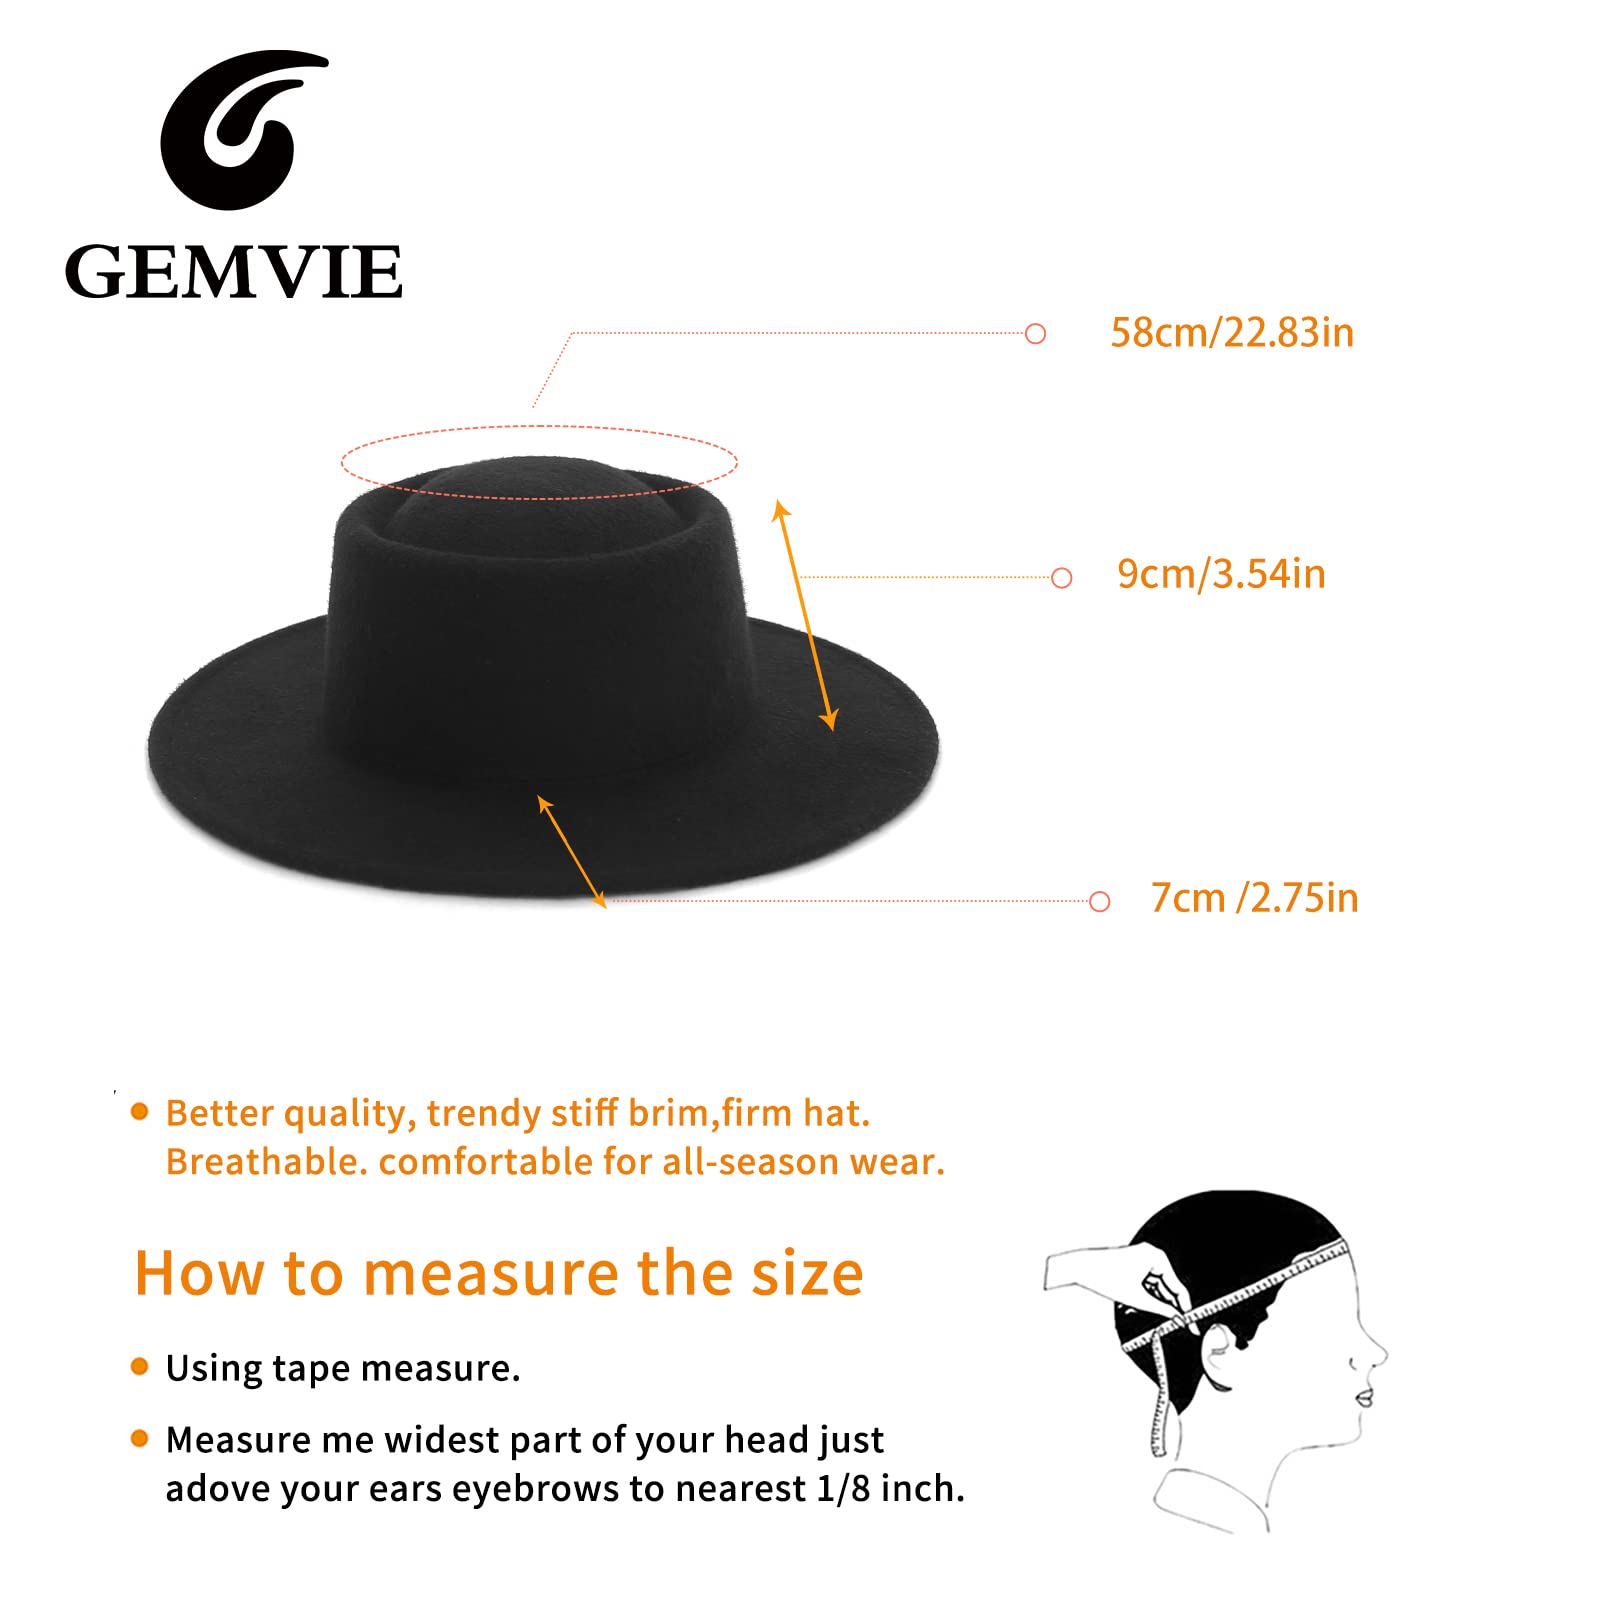 GEMVIE
58cm/22.83in
9cm/3.54in
7cm /2.75in
Better quality, trendy stiff brim,firm hat.
Breathable. comfortable for all-season wear.
How to measure the size
Using tape measure.
Measure me widest part of your head just
adove your ears eyebrows to nearest 1/8 inch.